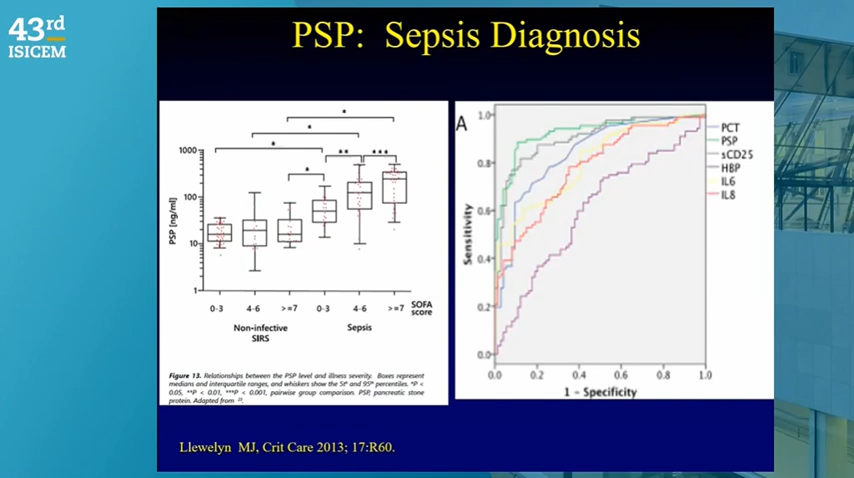 43rd
ISICEM
PSP: Sepsis Diagnosis
1000
100
10
1
PSP [ng/ml]
*
*
*
**
***
*
0-3
4-6
>=7
0-3
4-6
>=7
SOFA
score
Non-infective
SIRS
Sepsis
Figure 13. Relationships between the PSP level and illness severity. Boxes represent
medians and interquartile ranges, and whiskers show the 5th and 95th percentiles. *P <
0.05, **P < 0.01, ***P < 0.001, pairwise group comparison. PSP, pancreatic stone
protein. Adapted from
A
1.0
0.8
0.6
0.4
0.2
0.0
Sensitivity
0.0
0.2
0.4
0.6
0.8
1.0
1 - Specificity
PCT
PSP
sCD25
HBP
IL6
IL8
Llewelyn MJ, Crit Care 2013; 17:R60.